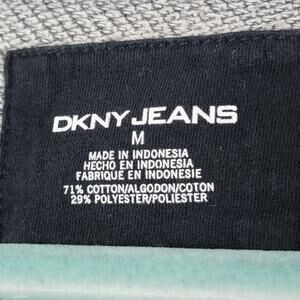 DKNY JEANS
M
MADE IN INDONESIA
HECHO EN INDONESIA
FABRIQUE EN INDONESIE
71% COTTON/ALGODON/COTON
29% POLYESTER/POLIESTER